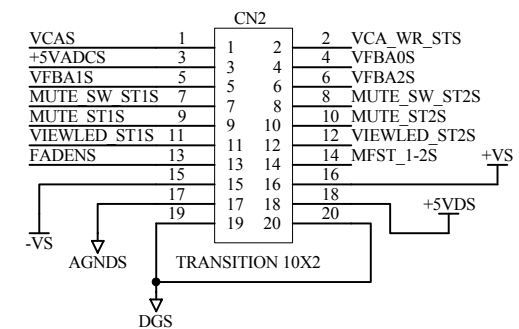 CN2
VCAS 1 1 2 2 VCA_WR_STS
+5VADCS 3 3 4 4 VFBA0S
VFBA1S 5 5 6 6 VFBA2S
MUTE_SW_ST1S 7 7 8 8 MUTE_SW_ST2S
MUTE_ST1S 9 9 10 10 MUTE_ST2S
VIEWLED_ST1S 11 11 12 12 VIEWLED_ST2S
FADENS 13 13 14 14 MFST_1-2S
15 15 16 16 +VS
17 17 18 18 +5VDS
19 19 20 20
-VS
AGNDS
TRANSITION 10X2
DGS